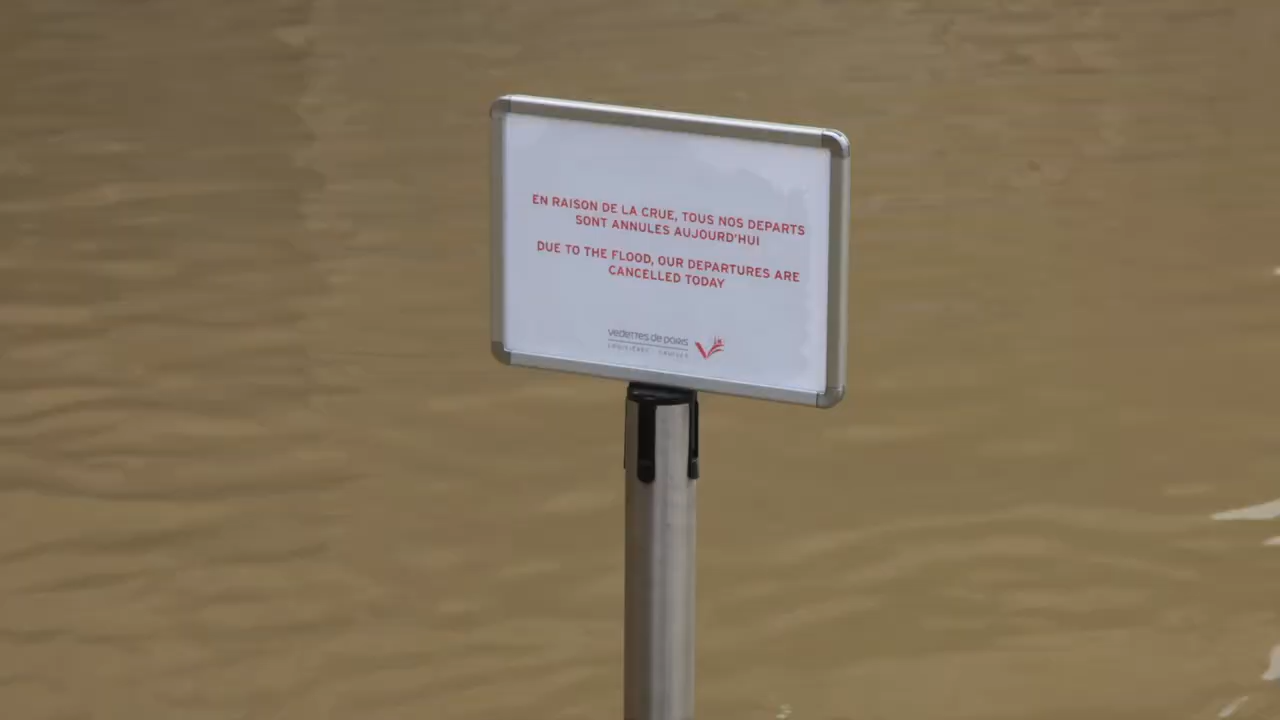 EN RAISON DE LA CRUE, TOUS NOS DEPARTS
SONT ANNULES AUJOURD'HUI
DUE TO THE FLOOD, OUR DEPARTURES ARE
CANCELLED TODAY
vedettes de paris